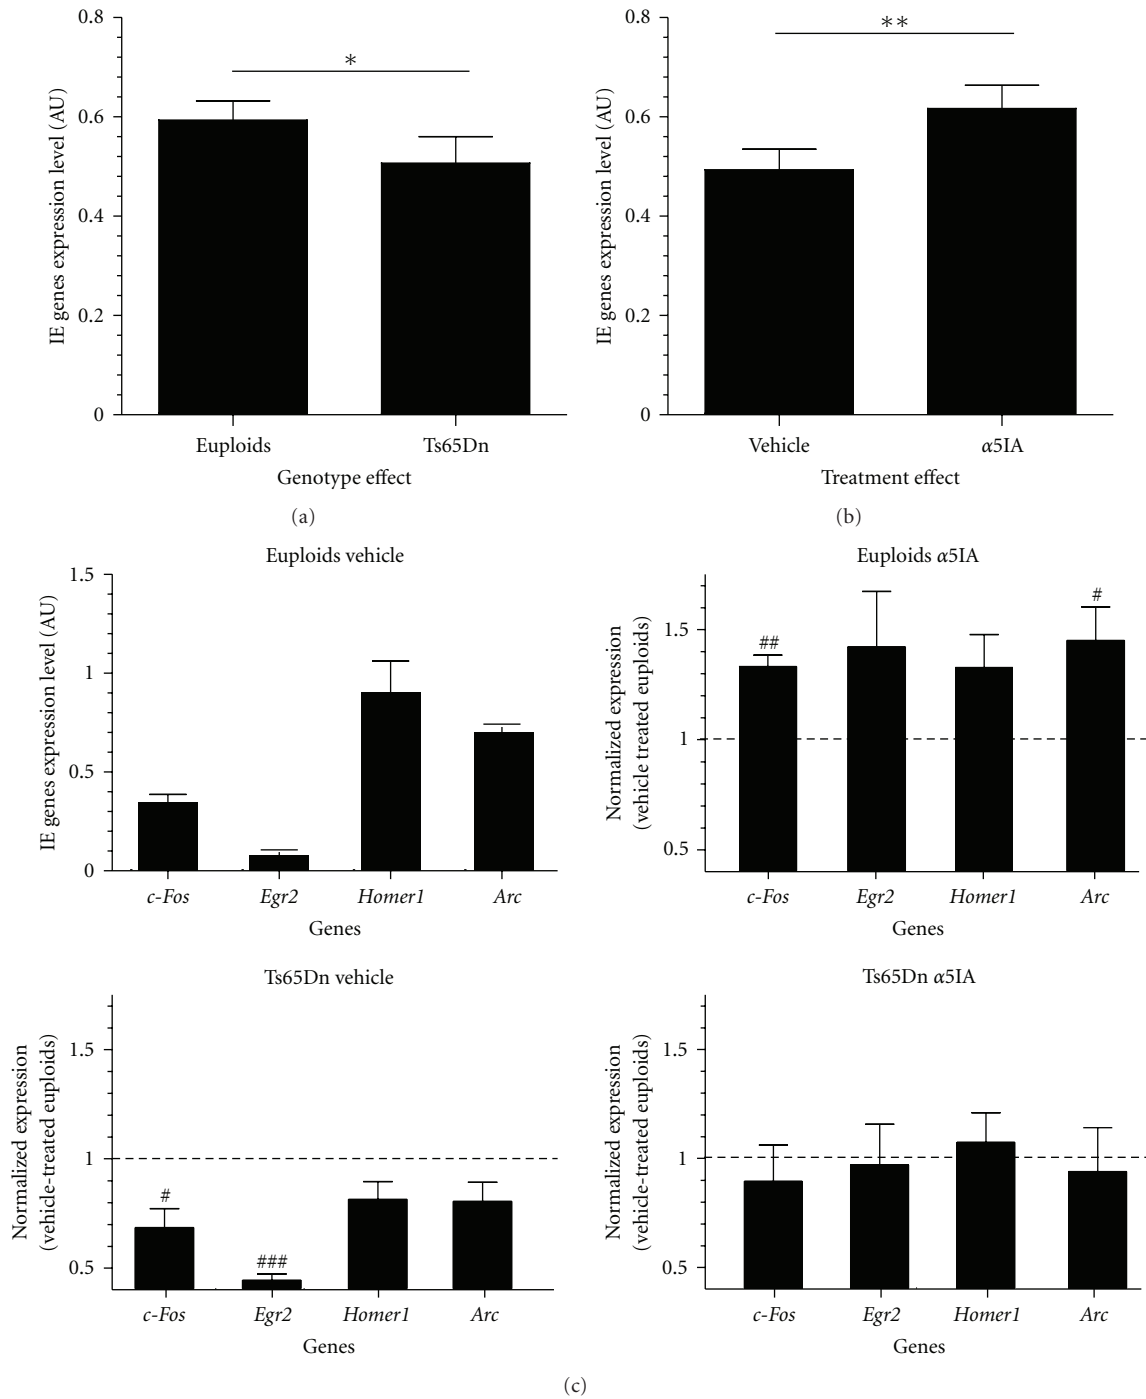 0.8
0.6
0.4
0.2
0
IE genes expression level (AU)
*
Euploids
Ts65Dn
Genotype effect
(a)
0.8
0.6
0.4
0.2
0
IE genes expression level (AU)
**
Vehicle
α5IA
Treatment effect
(b)
Euploids vehicle
1.5
1
0.5
0
IE genes expression level (AU)
c-Fos
Egr2
Homer1
Arc
Genes
Euploids α5IA
1.5
1
0.5
Normalized expression
(vehicle treated euploids)
##
#
c-Fos
Egr2
Homer1
Arc
Genes
Ts65Dn vehicle
1.5
1
0.5
Normalized expression
(vehicle-treated euploids)
#
###
c-Fos
Egr2
Homer1
Arc
Genes
Ts65Dn α5IA
1.5
1
0.5
Normalized expression
(vehicle-treated euploids)
c-Fos
Egr2
Homer1
Arc
Genes
(c)